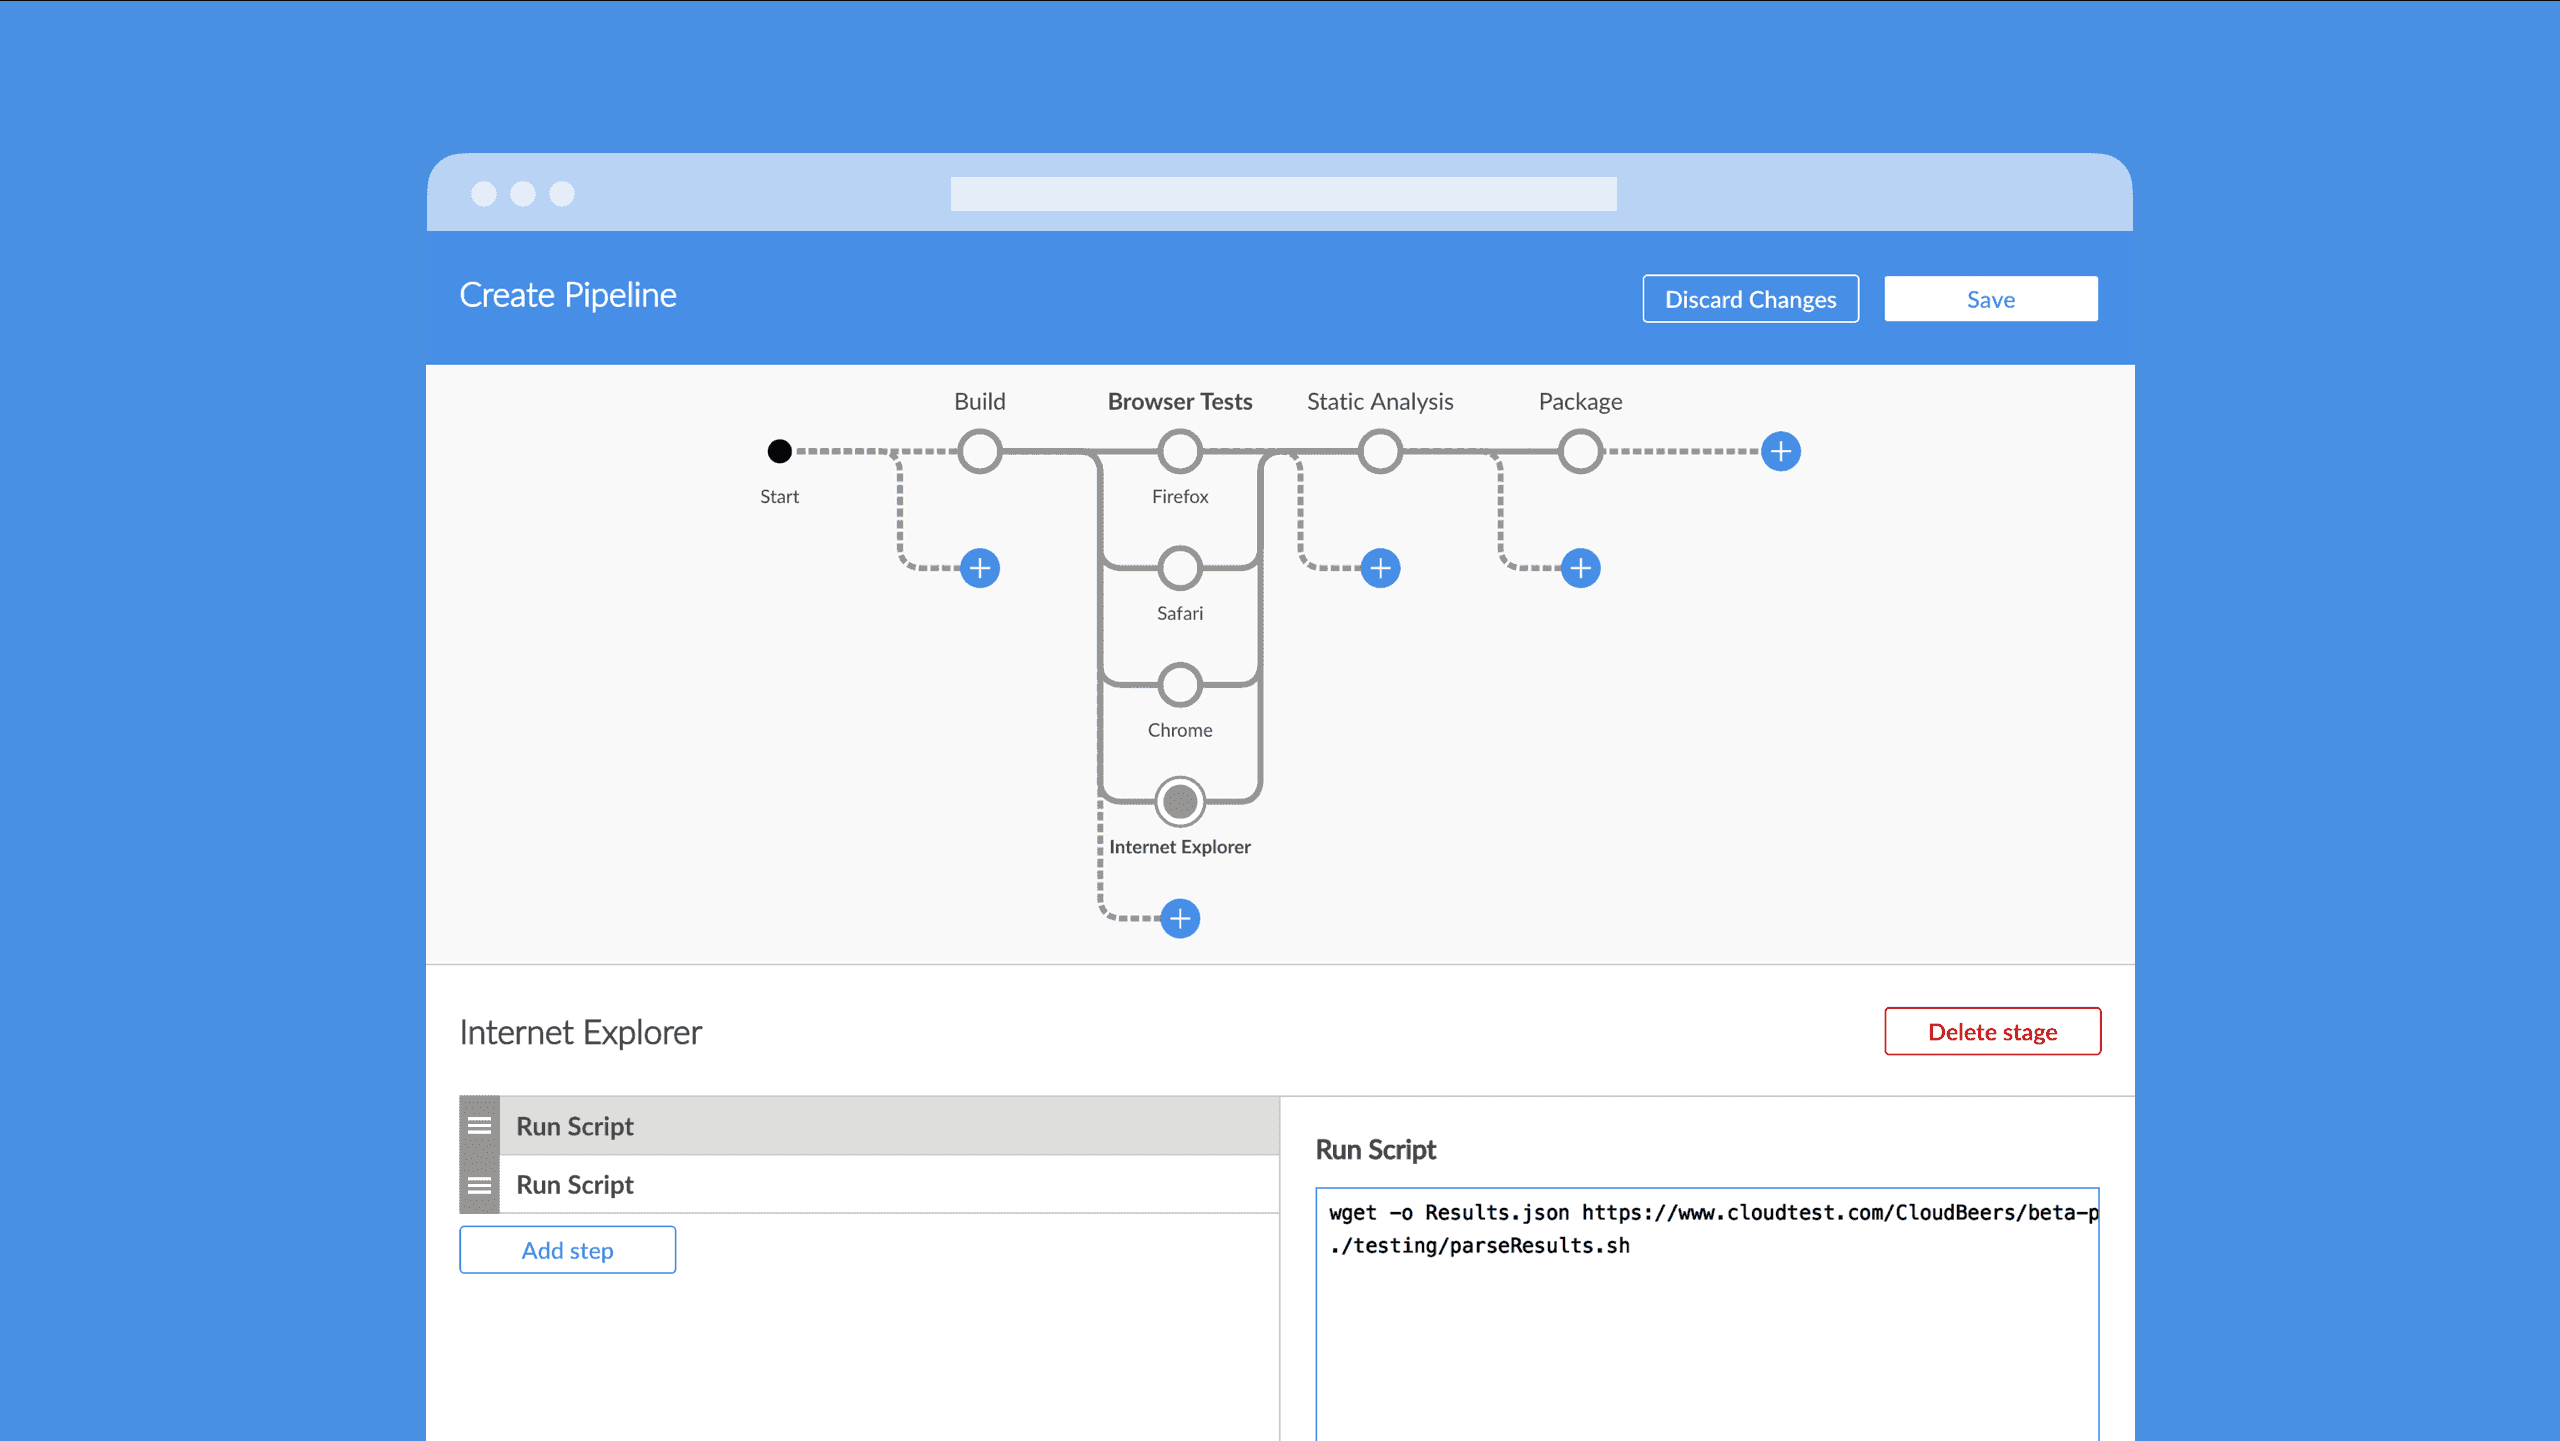 Create Pipeline
Discard Changes
Save
Build
Browser Tests
Static Analysis
Package
Start
Firefox
Safari
Chrome
Internet Explorer
Internet Explorer
Delete stage
Run Script
Run Script
Add step
Run Script
wget -o Results.json https://www.cloudtest.com/CloudBeers/beta-p
./testing/parseResults.sh